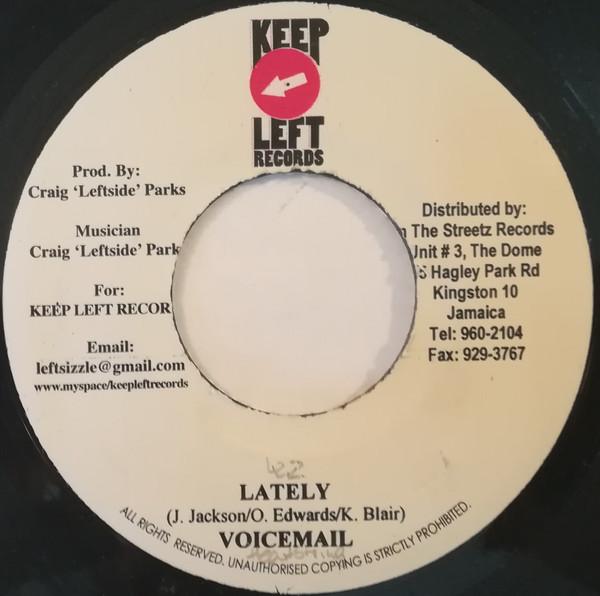 KEEP
LEFT
RECORDS
Prod. By:
Craig 'Leftside' Parks
Musician
Craig 'Leftside' Park
For:
KEEP LEFT RECOR
Email:
leftsizzle@gmail.com
www.myspace/keepleftrecords
Distributed by:
n The Streetz Records
Unit # 3, The Dome
5 Hagley Park Rd
Kingston 10
Jamaica
Tel: 960-2104
Fax: 929-3767
LATELY
(J. Jackson/O. Edwards/K. Blair)
VOICEMAIL
ALL RIGHTS RESERVED. UNAUTHORISED COPYING IS STRICTLY PROHIBITED.